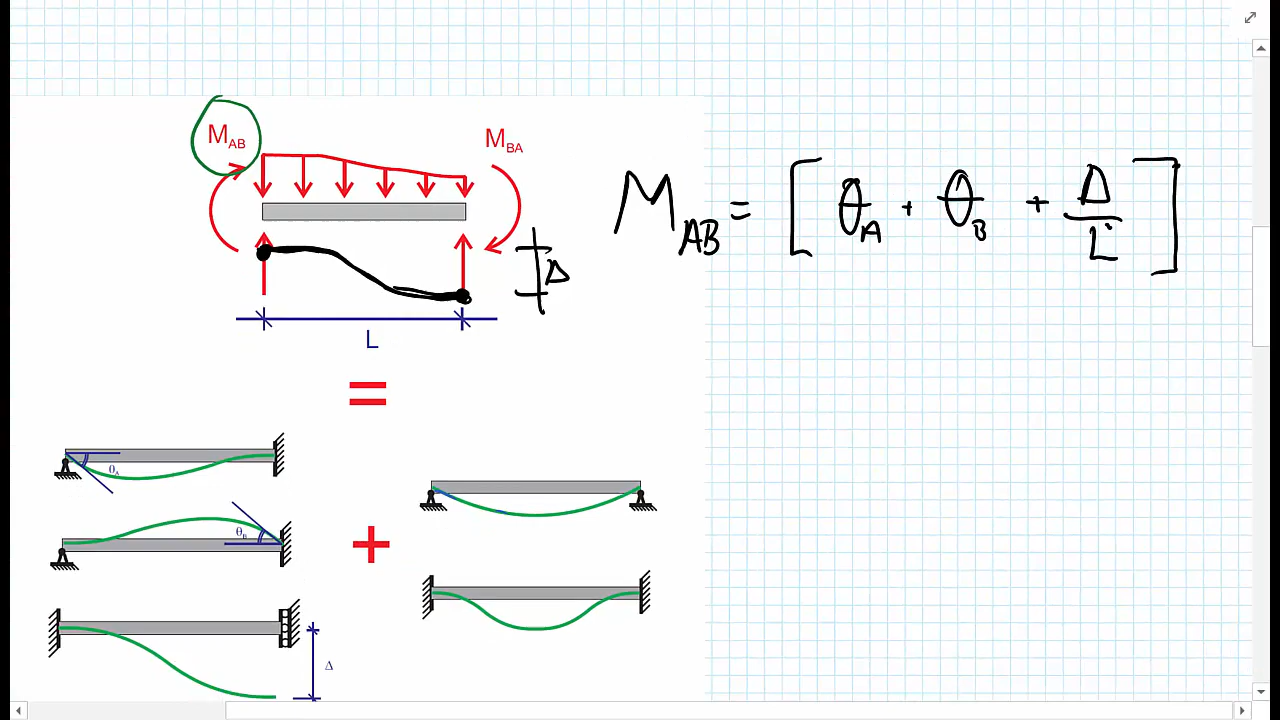 M_AB
M_BA
M_AB = [ θ_A + θ_B + Δ/L ]
Δ
L
=
θ_A
θ_B
+
Δ